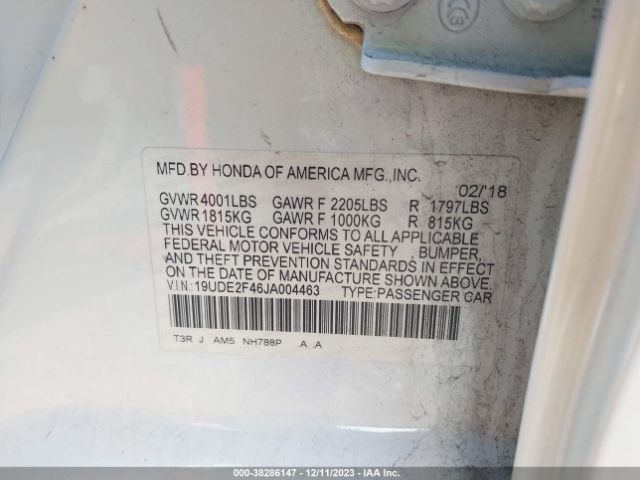 MFD.BY HONDA OF AMERICA MFG.,INC.
02/'18
GVWR 4001LBS GAWR F 2205LBS R 1797LBS
GVWR 1815KG GAWR F 1000KG R 815KG
THIS VEHICLE CONFORMS TO ALL APPLICABLE
FEDERAL MOTOR VEHICLE SAFETY , BUMPER,
AND THEFT PREVENTION STANDARDS IN EFFECT
ON THE DATE OF MANUFACTURE SHOWN ABOVE.
V.I.N.:19UDE2F46JA004463 TYPE:PASSENGER CAR
T3R J AM5 NH788P .A .A
000-38286147 - 12/11/2023 - IAA Inc.